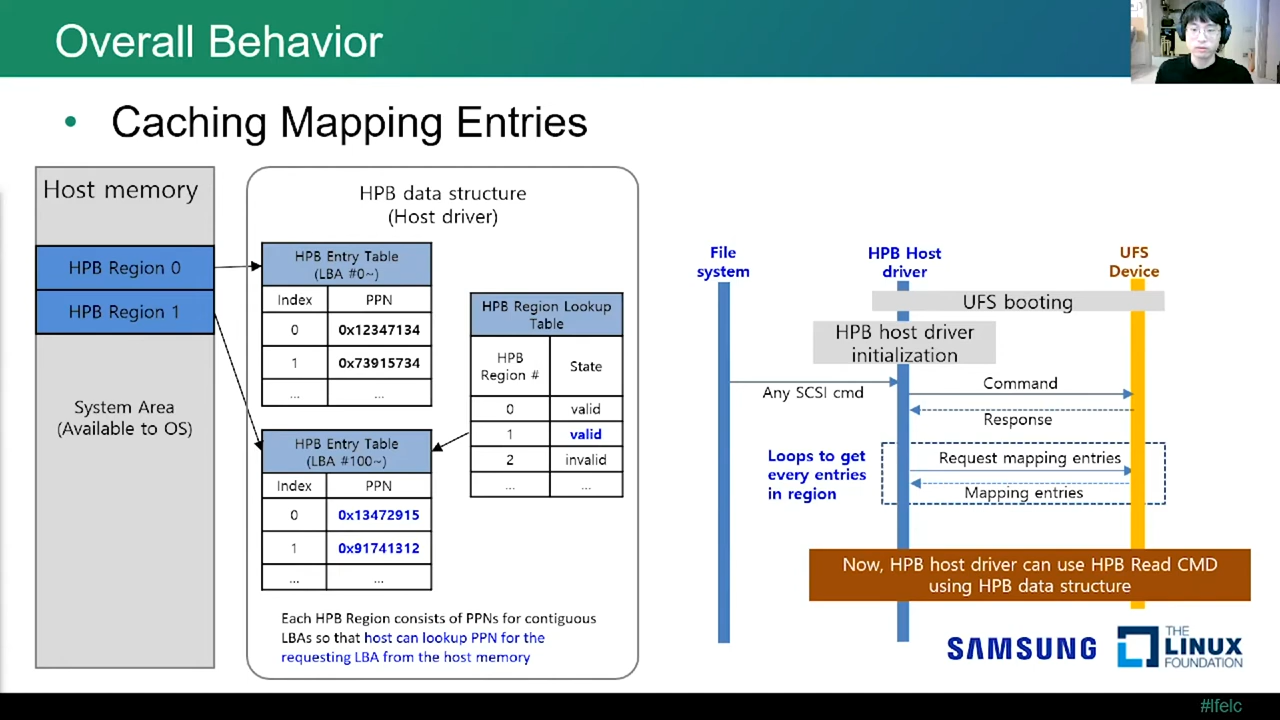 Overall Behavior
• Caching Mapping Entries
Host memory
HPB Region 0
HPB Region 1
System Area
(Available to OS)
HPB data structure
(Host driver)
HPB Entry Table
(LBA #0~)
Index PPN
0 0x12347134
1 0x73915734
... ...
HPB Entry Table
(LBA #100~)
Index PPN
0 0x13472915
1 0x91741312
... ...
HPB Region Lookup
Table
HPB
Region # State
0 valid
1 valid
2 invalid
... ...
Each HPB Region consists of PPNs for contiguous
LBAs so that host can lookup PPN for the
requesting LBA from the host memory
File
system
HPB Host
driver
UFS
Device
UFS booting
HPB host driver
initialization
Any SCSI cmd
Command
Response
Loops to get
every entries
in region
Request mapping entries
Mapping entries
Now, HPB host driver can use HPB Read CMD
using HPB data structure
SAMSUNG
THE
LINUX
FOUNDATION
#lfelc